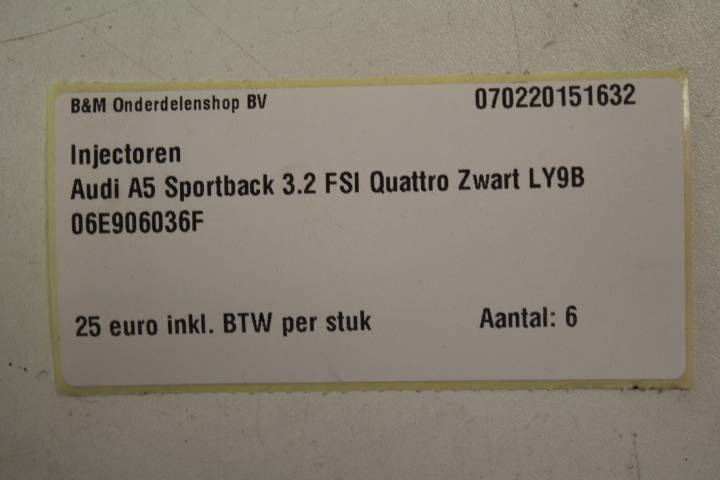 B&M Onderdelenshop BV 070220151632
Injectoren
Audi A5 Sportback 3.2 FSI Quattro Zwart LY9B
06E906036F
25 euro inkl. BTW per stuk Aantal: 6